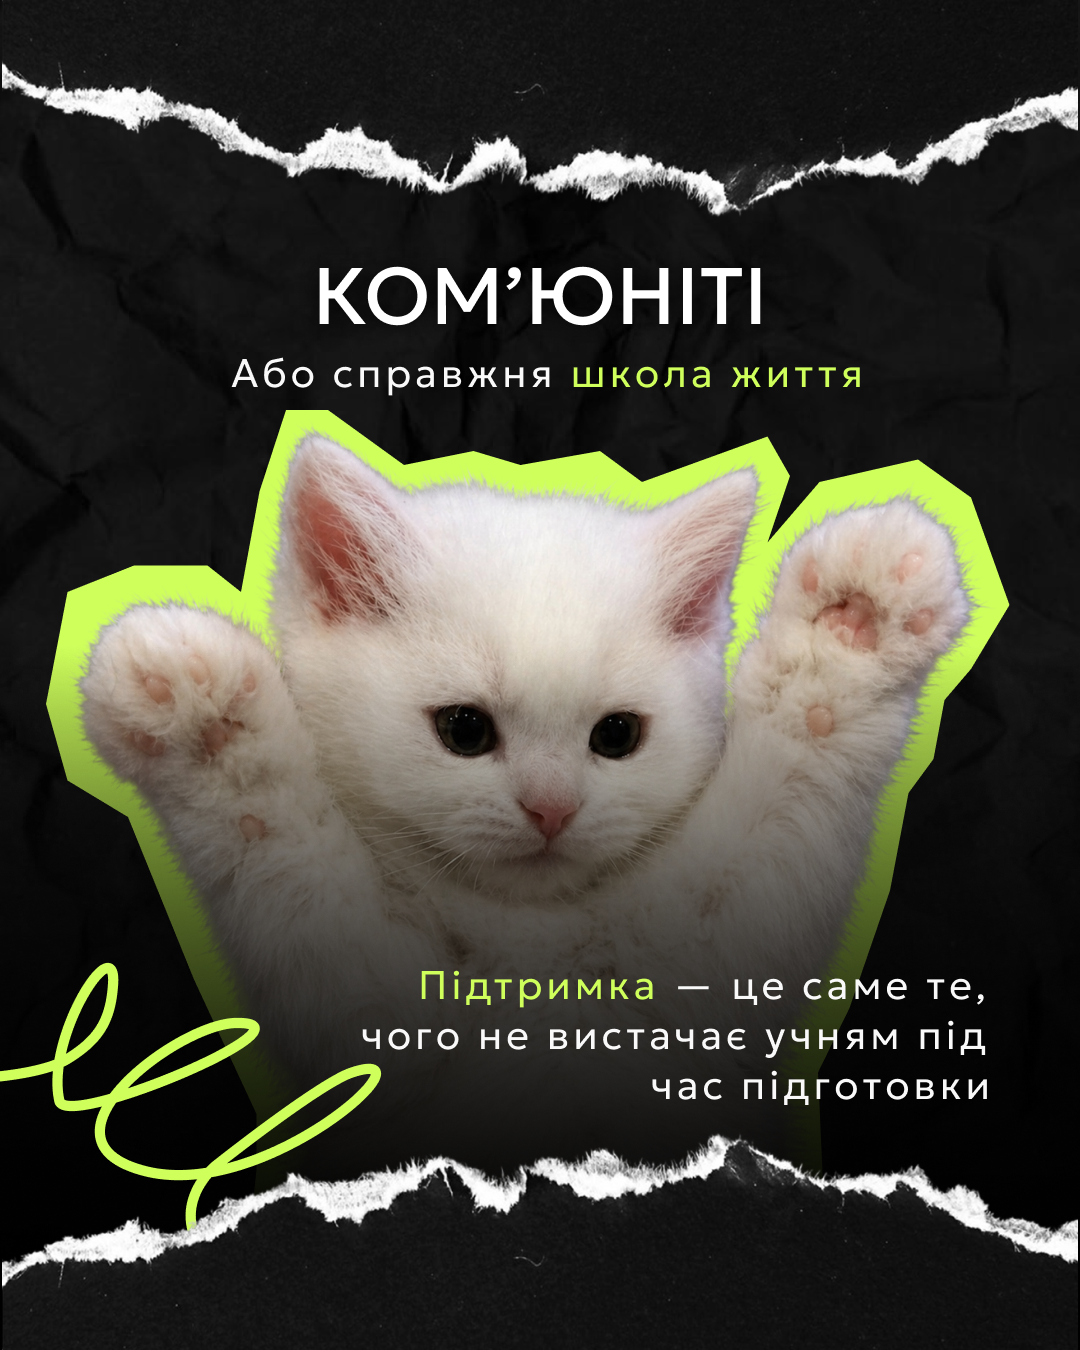 КОМ’ЮНІТІ
Або справжня школа життя
Підтримка — це саме те,
чого не вистачає учням під
час підготовки